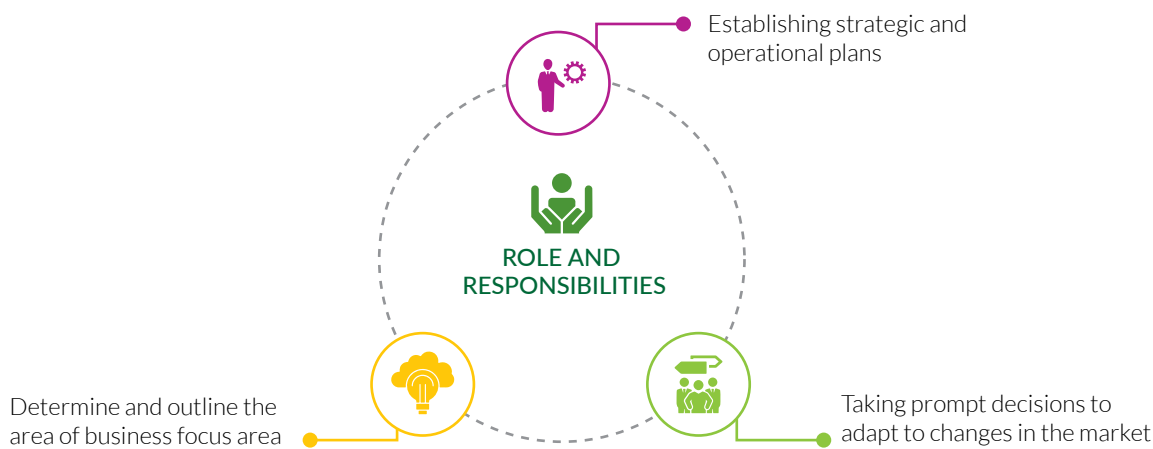 Establishing strategic and
operational plans
ROLE AND
RESPONSIBILITIES
Determine and outline the
area of business focus area
Taking prompt decisions to
adapt to changes in the market